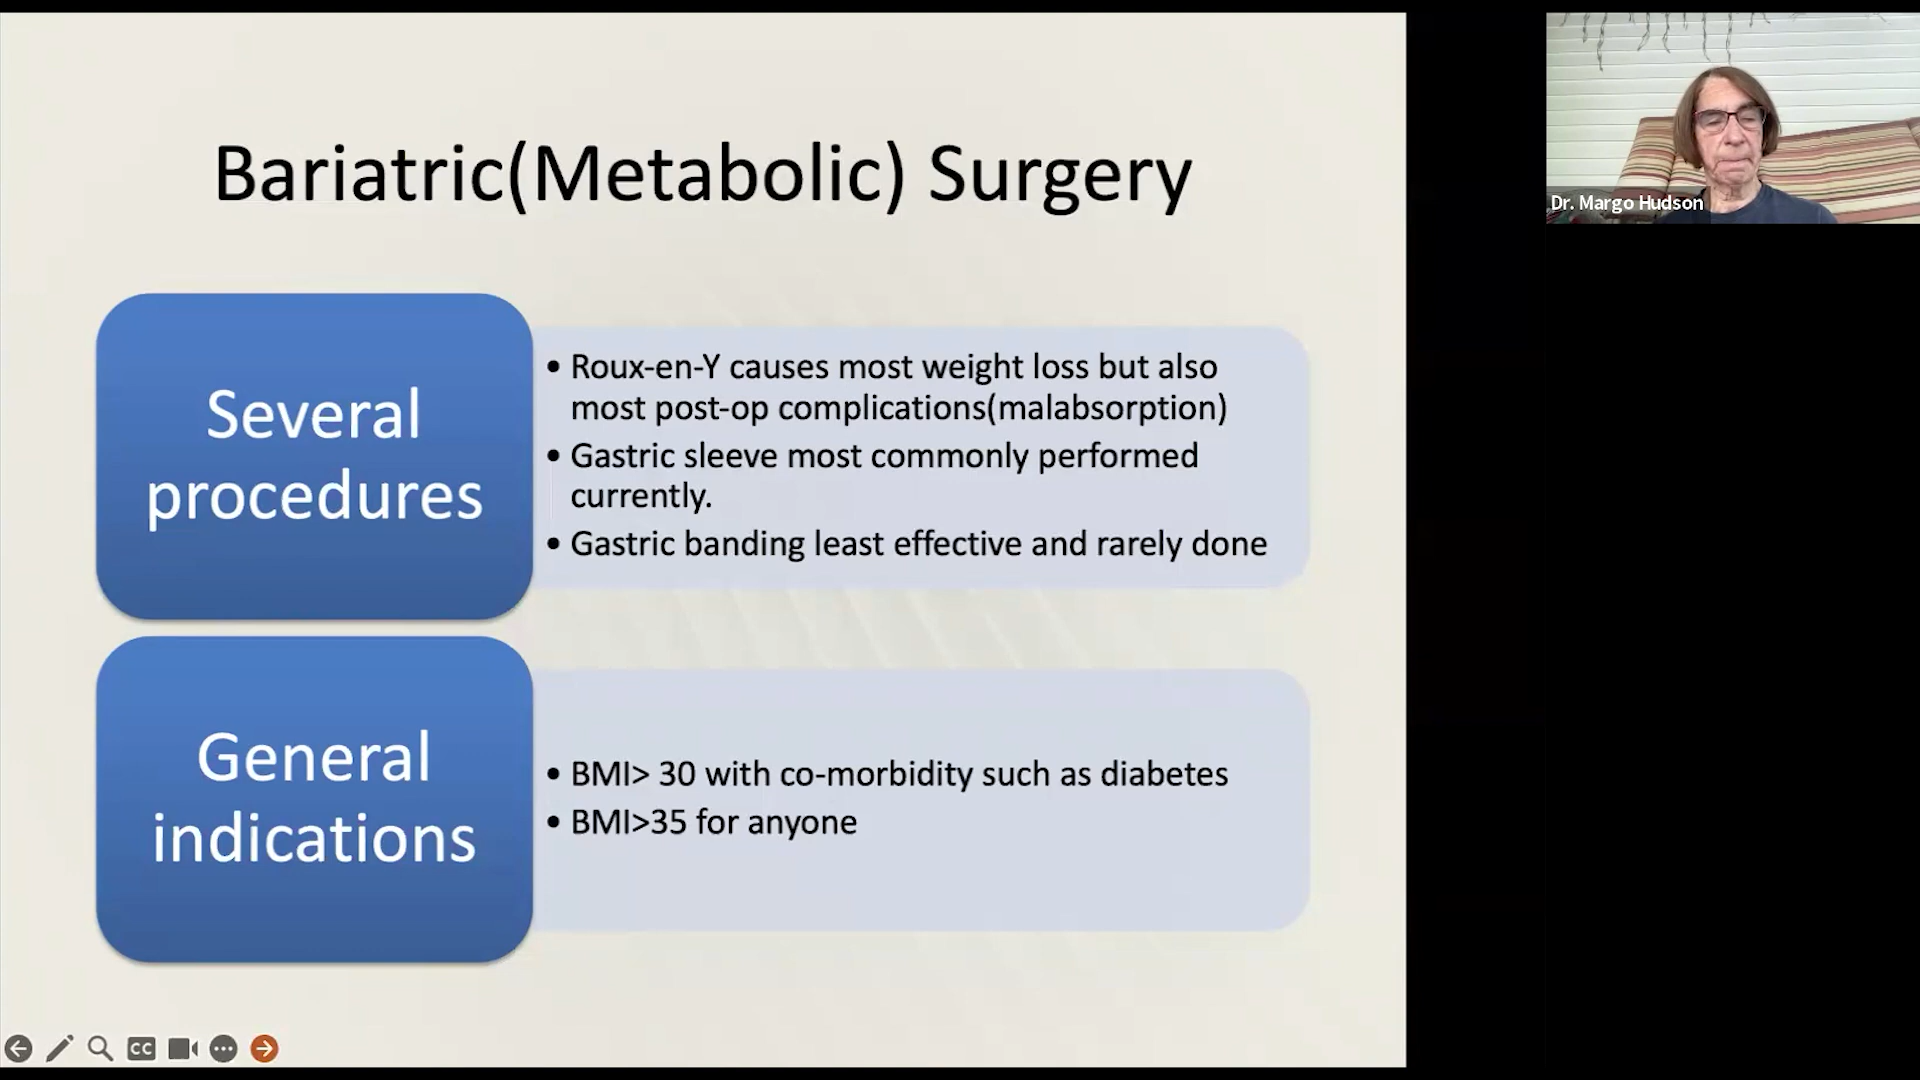 Bariatric(Metabolic) Surgery
Several
procedures
• Roux-en-Y causes most weight loss but also
most post-op complications(malabsorption)
• Gastric sleeve most commonly performed
currently.
• Gastric banding least effective and rarely done
General
indications
• BMI> 30 with co-morbidity such as diabetes
• BMI>35 for anyone
CC
Dr. Margo Hudson